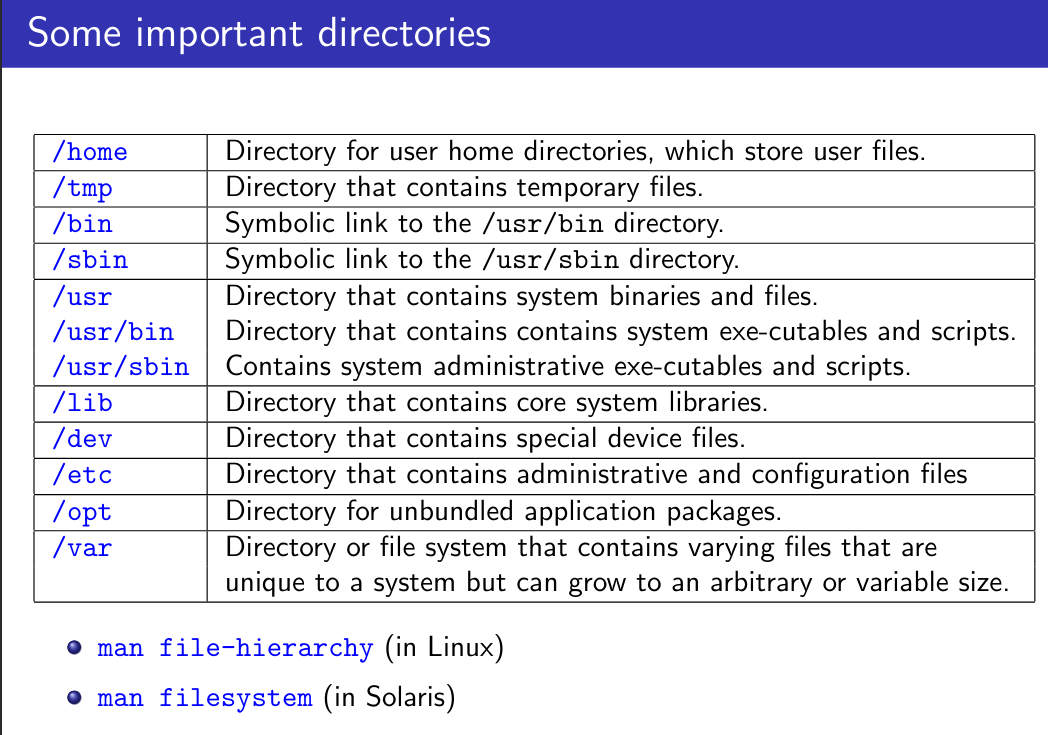 Some important directories
/home Directory for user home directories, which store user files.
/tmp Directory that contains temporary files.
/bin Symbolic link to the /usr/bin directory.
/sbin Symbolic link to the /usr/sbin directory.
/usr Directory that contains system binaries and files.
/usr/bin Directory that contains contains system exe-cutables and scripts.
/usr/sbin Contains system administrative exe-cutables and scripts.
/lib Directory that contains core system libraries.
/dev Directory that contains special device files.
/etc Directory that contains administrative and configuration files
/opt Directory for unbundled application packages.
/var Directory or file system that contains varying files that are
unique to a system but can grow to an arbitrary or variable size.
man file-hierarchy (in Linux)
man filesystem (in Solaris)